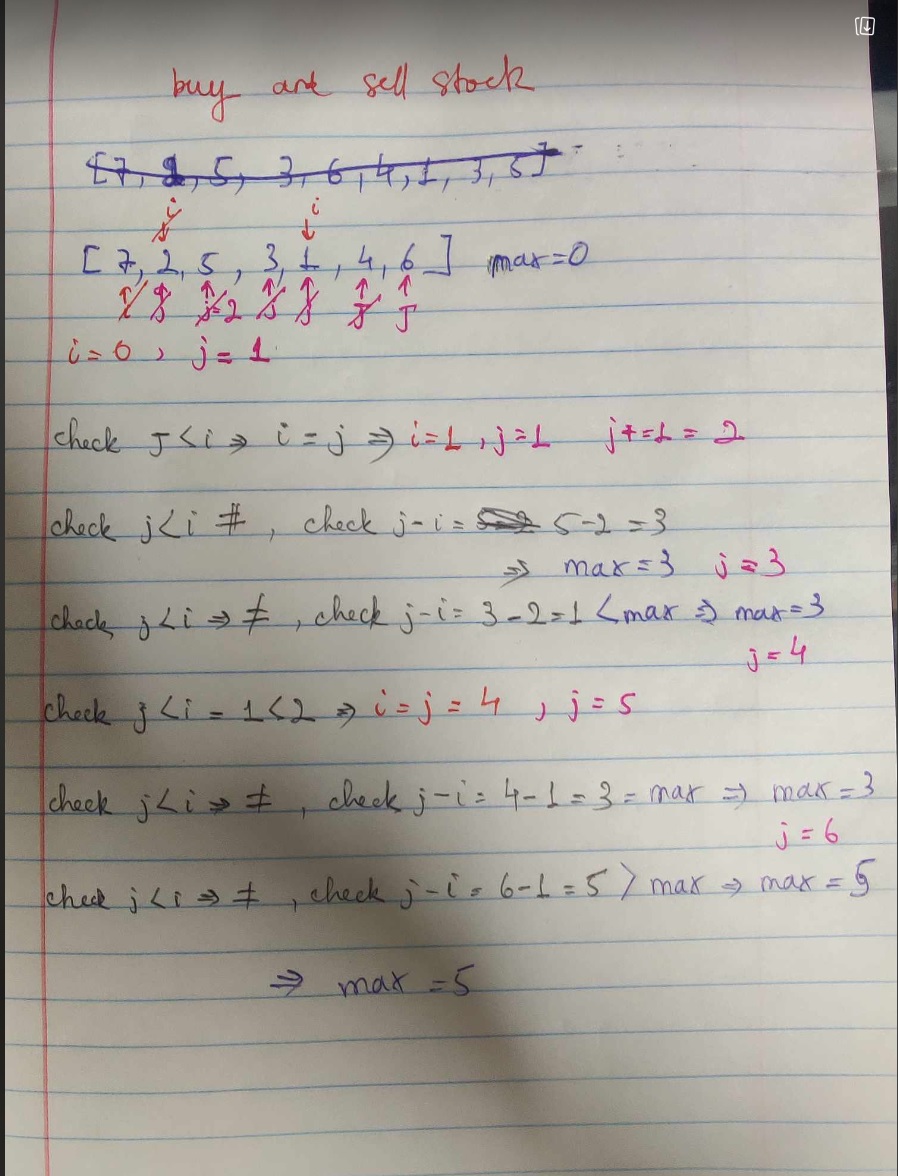 buy and sell stock
[7, 2, 5, 3, 6, 4, 1, 3, 5]
i i
[7, 2, 5, 3, 1, 4, 6] max=0
i j j=2 j j j J
i=0, j=1
check J<i ⇒ i=j ⇒ i=1, j=1 j+=1=2
check j<i ≠, check j-i= 5-2=3
⇒ max=3 j=3
check j<i ⇒ ≠, check j-i= 3-2=1 <max ⇒ max=3
j=4
check j<i = 1<2 ⇒ i=j=4, j=5
check j<i ⇒ ≠, check j-i= 4-1=3=max ⇒ max=3
j=6
check j<i ⇒ ≠, check j-i= 6-1=5 > max ⇒ max=5
⇒ max=5